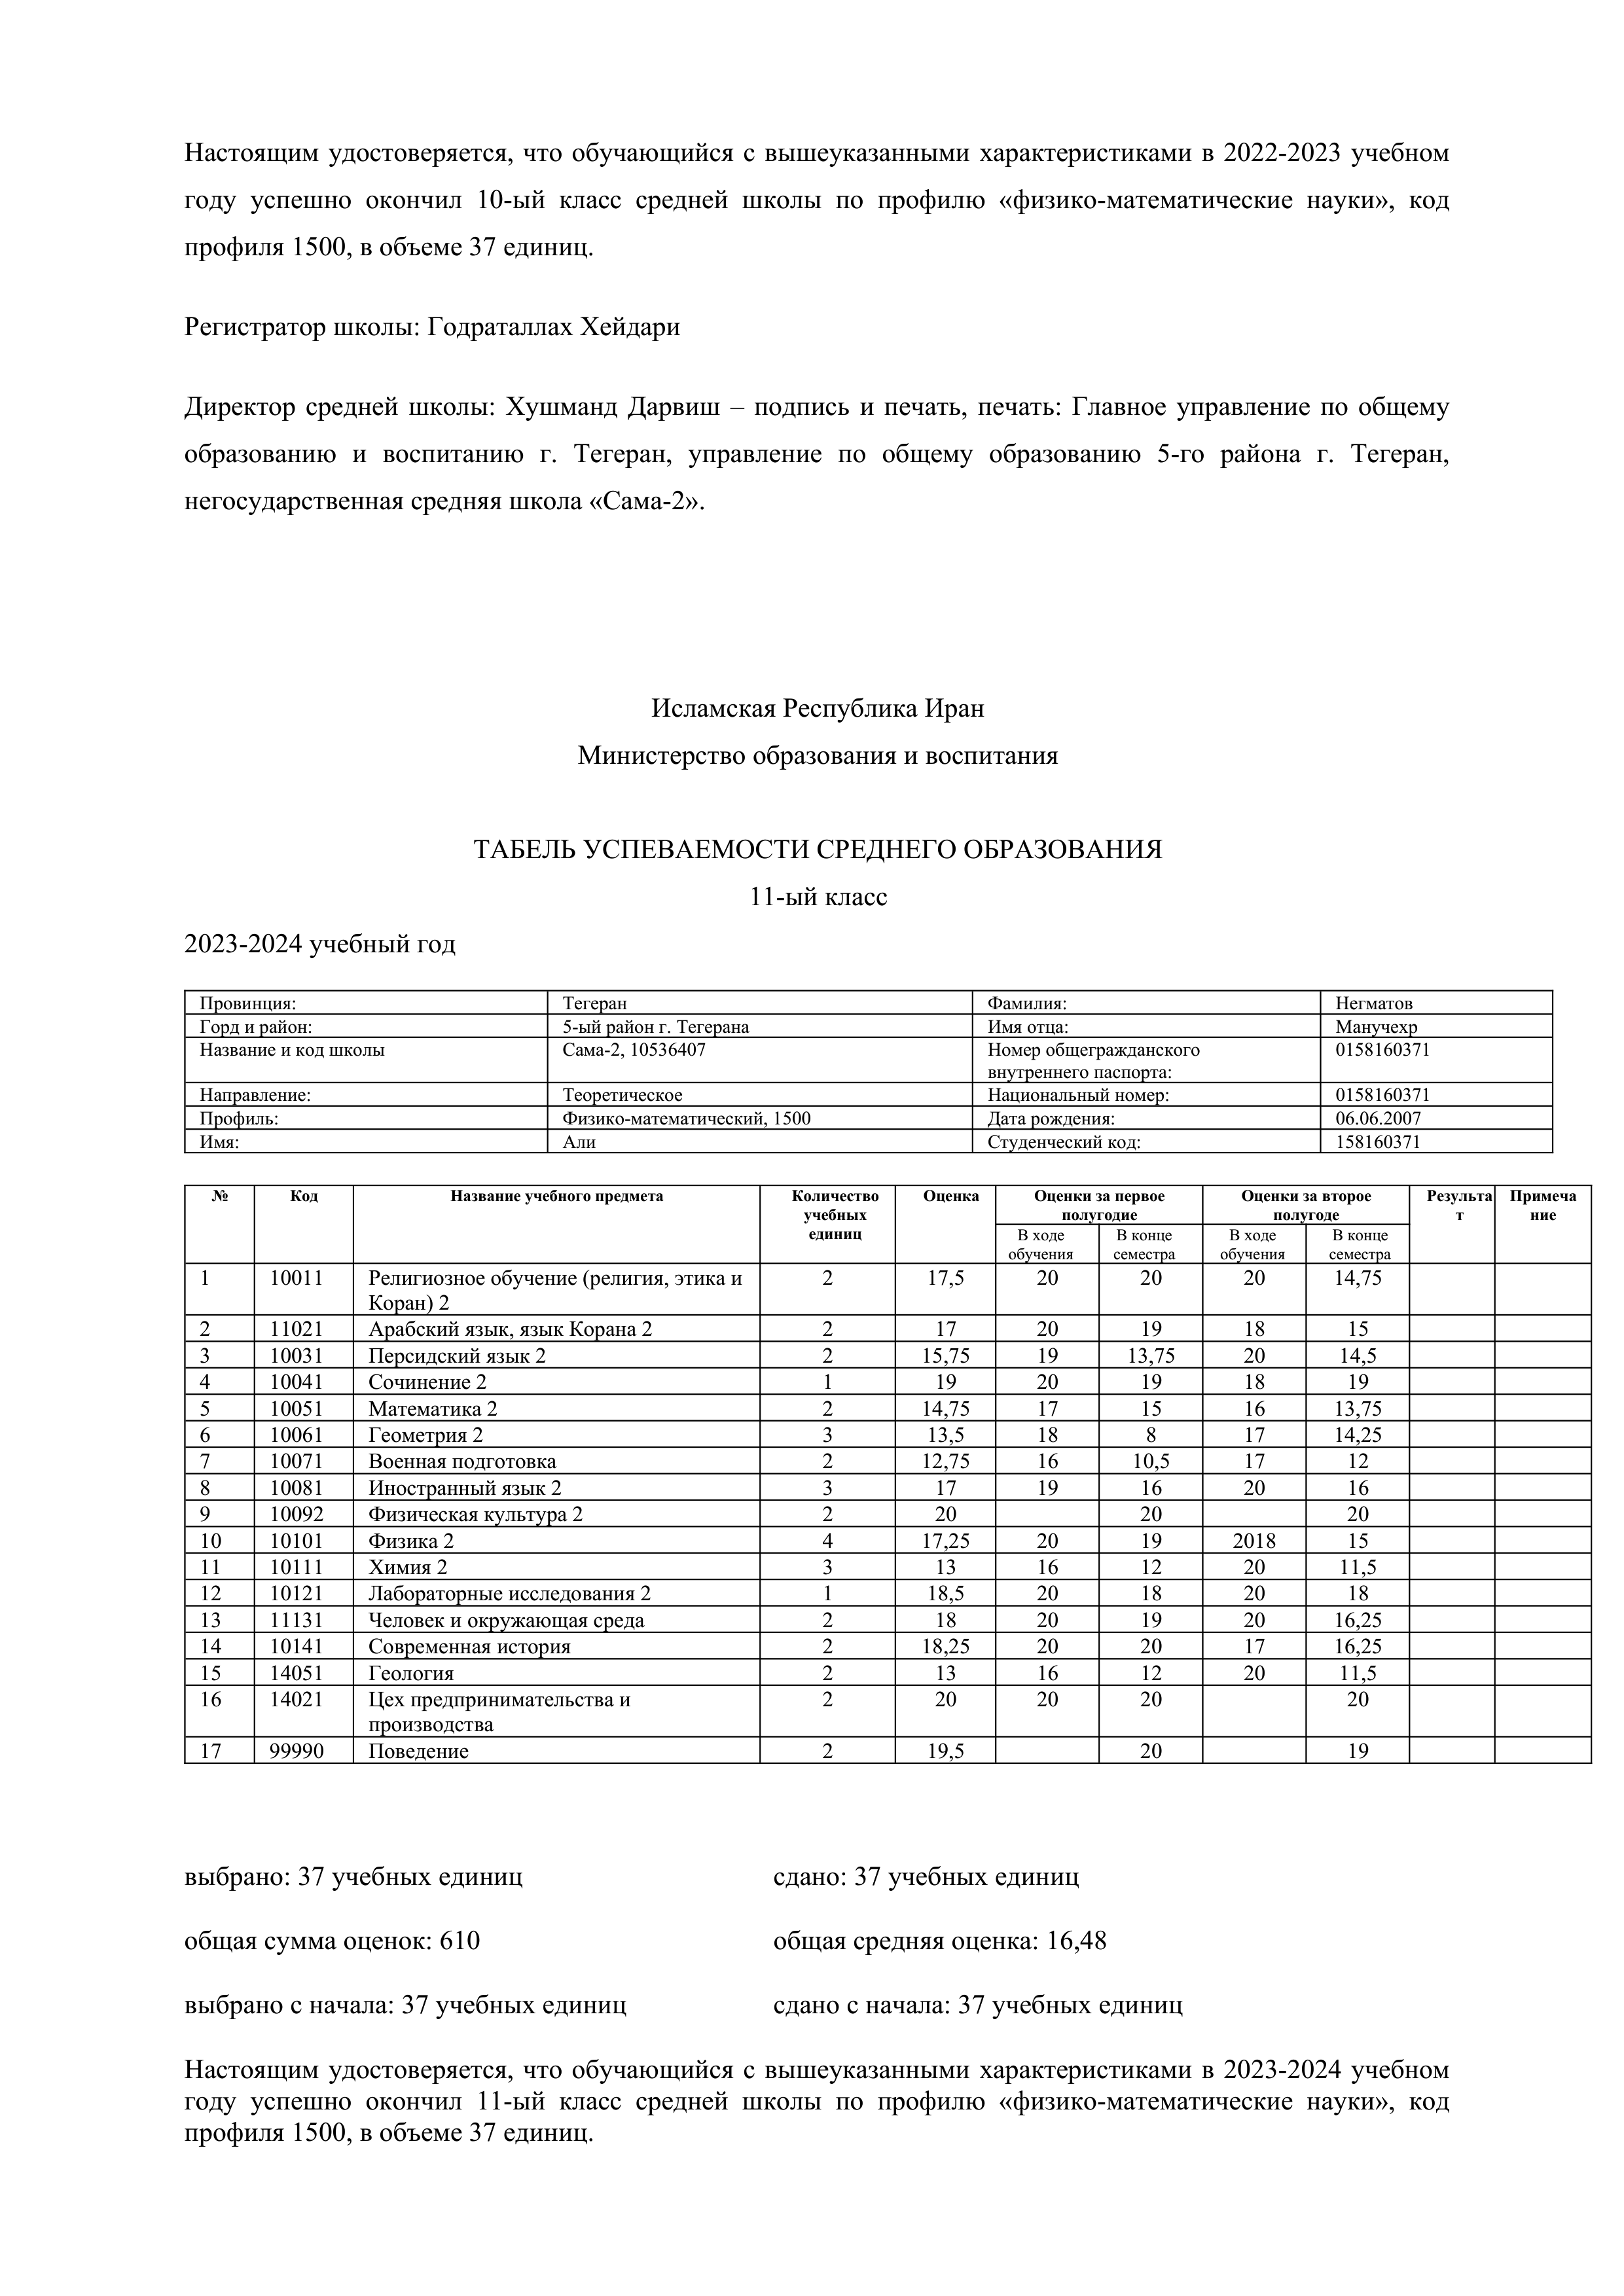 Настоящим удостоверяется, что обучающийся с вышеуказанными характеристиками в 2022-2023 учебном
году успешно окончил 10-ый класс средней школы по профилю «физико-математические науки», код
профиля 1500, в объеме 37 единиц.
Регистратор школы: Годраталлах Хейдари
Директор средней школы: Хушманд Дарвиш – подпись и печать, печать: Главное управление по общему
образованию и воспитанию г. Тегеран, управление по общему образованию 5-го района г. Тегеран,
негосударственная средняя школа «Сама-2».
Исламская Республика Иран
Министерство образования и воспитания
ТАБЕЛЬ УСПЕВАЕМОСТИ СРЕДНЕГО ОБРАЗОВАНИЯ
11-ый класс
2023-2024 учебный год
Провинция: Тегеран Фамилия: Негматов
Горд и район: 5-ый район г. Тегерана Имя отца: Манучехр
Название и код школы Сама-2, 10536407 Номер общегражданского 0158160371
внутреннего паспорта:
Направление: Теоретическое Национальный номер: 0158160371
Профиль: Физико-математический, 1500 Дата рождения: 06.06.2007
Имя: Али Студенческий код: 158160371
№ Код Название учебного предмета Количество Оценка Оценки за первое Оценки за второе Результа Примеча
учебных полугодие полугоде т ние
единиц В ходе В конце В ходе В конце
обучения семестра обучения семестра
1 10011 Религиозное обучение (религия, этика и 2 17,5 20 20 20 14,75
Коран) 2
2 11021 Арабский язык, язык Корана 2 2 17 20 19 18 15
3 10031 Персидский язык 2 2 15,75 19 13,75 20 14,5
4 10041 Сочинение 2 1 19 20 19 18 19
5 10051 Математика 2 2 14,75 17 15 16 13,75
6 10061 Геометрия 2 3 13,5 18 8 17 14,25
7 10071 Военная подготовка 2 12,75 16 10,5 17 12
8 10081 Иностранный язык 2 3 17 19 16 20 16
9 10092 Физическая культура 2 2 20 20 20
10 10101 Физика 2 4 17,25 20 19 2018 15
11 10111 Химия 2 3 13 16 12 20 11,5
12 10121 Лабораторные исследования 2 1 18,5 20 18 20 18
13 11131 Человек и окружающая среда 2 18 20 19 20 16,25
14 10141 Современная история 2 18,25 20 20 17 16,25
15 14051 Геология 2 13 16 12 20 11,5
16 14021 Цех предпринимательства и 2 20 20 20 20
производства
17 99990 Поведение 2 19,5 20 19
выбрано: 37 учебных единиц сдано: 37 учебных единиц
общая сумма оценок: 610 общая средняя оценка: 16,48
выбрано с начала: 37 учебных единиц сдано с начала: 37 учебных единиц
Настоящим удостоверяется, что обучающийся с вышеуказанными характеристиками в 2023-2024 учебном
году успешно окончил 11-ый класс средней школы по профилю «физико-математические науки», код
профиля 1500, в объеме 37 единиц.